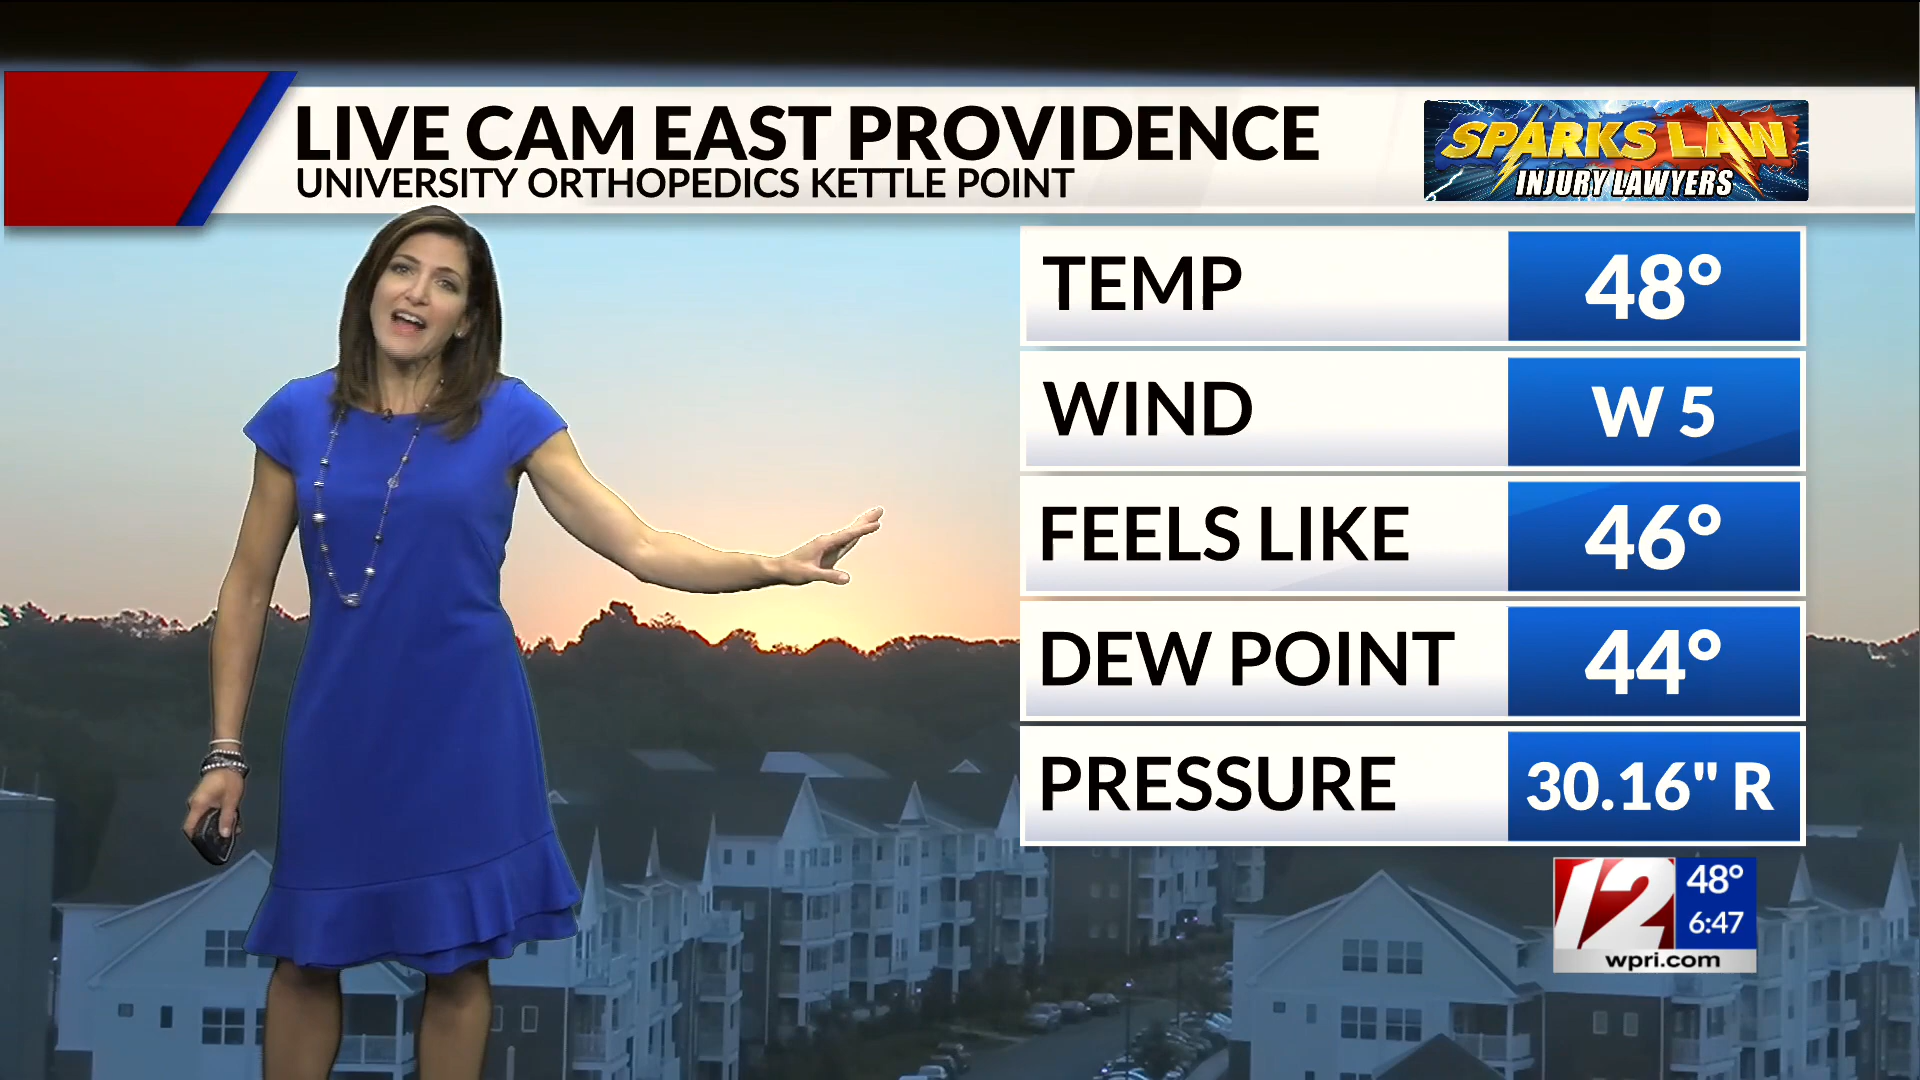 LIVE CAM EAST PROVIDENCE
UNIVERSITY ORTHOPEDICS KETTLE POINT
SPARKS LAW
INJURY LAWYERS
TEMP 48°
WIND W 5
FEELS LIKE 46°
DEW POINT 44°
PRESSURE 30.16" R
12 48°
6:47
wpri.com